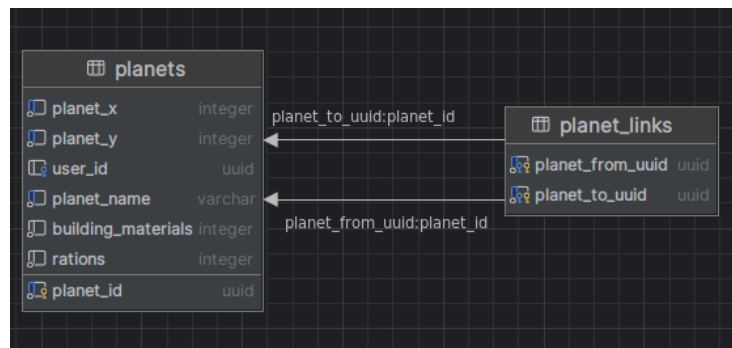 planets
planet_x integer
planet_y integer
user_id uuid
planet_name varchar
building_materials integer
rations integer
planet_id uuid
planet_to_uuid:planet_id
planet_from_uuid:planet_id
planet_links
planet_from_uuid uuid
planet_to_uuid uuid